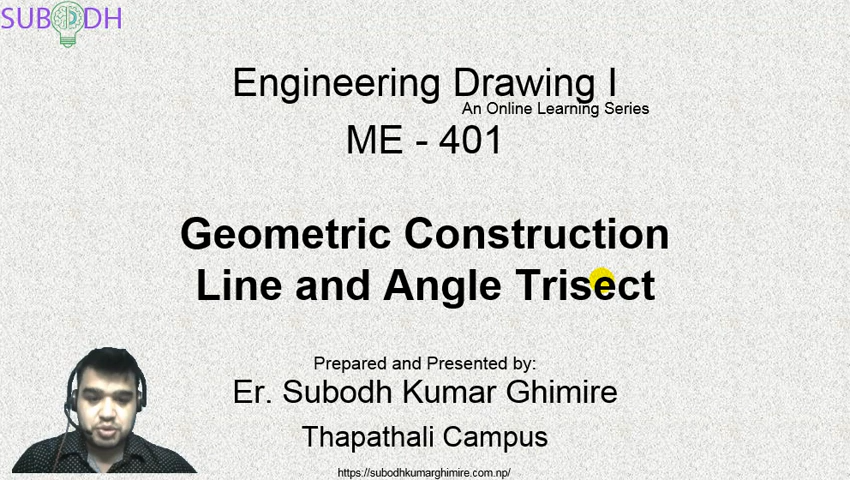 SUBODH
Engineering Drawing I
An Online Learning Series
ME - 401
Geometric Construction
Line and Angle Trisect
Prepared and Presented by:
Er. Subodh Kumar Ghimire
Thapathali Campus
https://subodhkumarghimire.com.np/